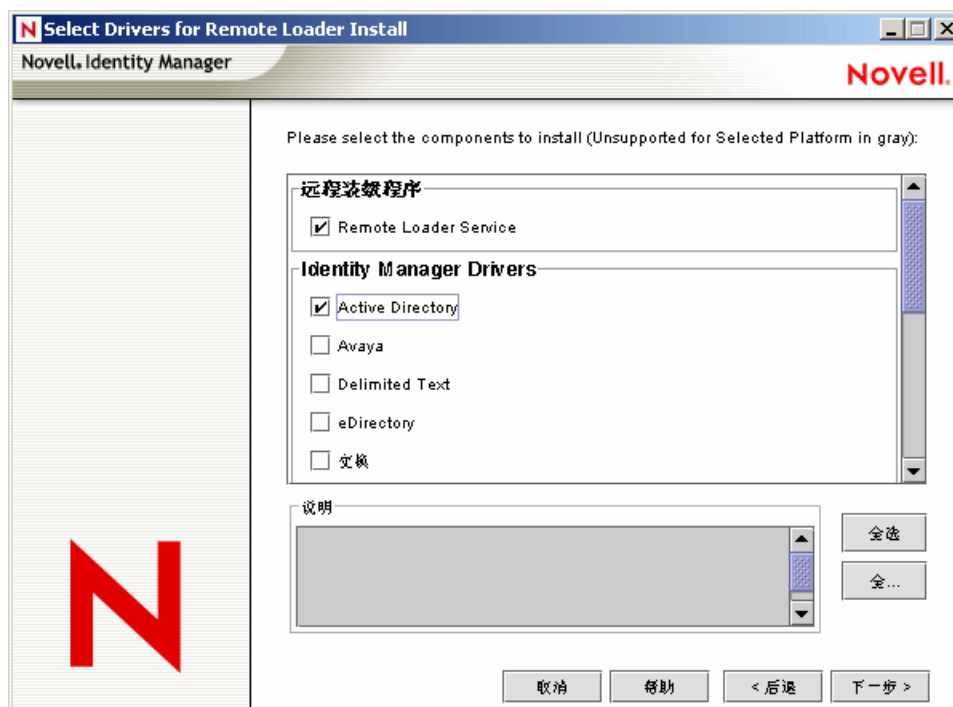 Select Drivers for Remote Loader Install
Novell. Identity Manager
Novell.
Please select the components to install (Unsupported for Selected Platform in gray):
远程装载程序
Remote Loader Service
Identity Manager Drivers
Active Directory
Avaya
Delimited Text
eDirectory
交换
说明
全选
全...
取消
帮助
< 后退
下一步 >